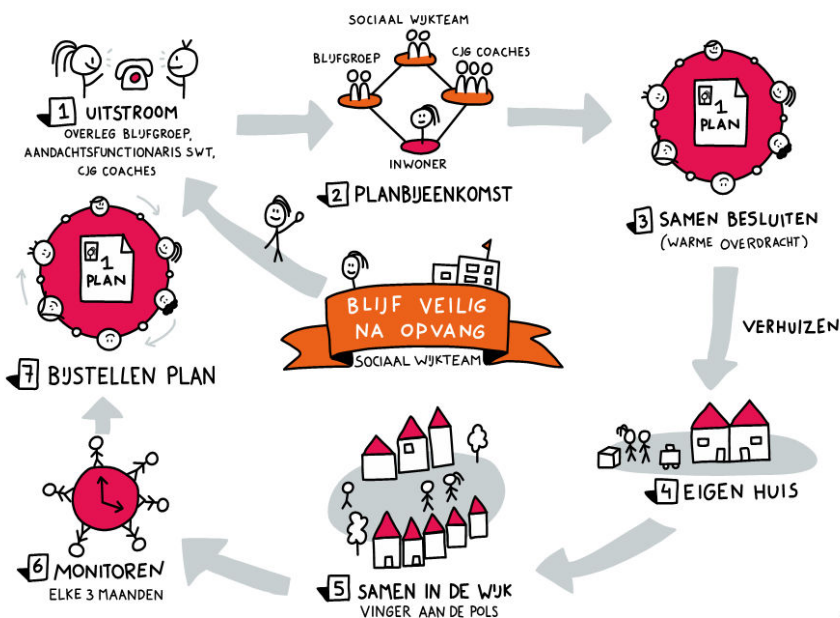 1 UITSTROOM
OVERLEG BLIJFGROEP,
AANDACHTSFUNCTIONARIS SWT,
CJG COACHES
SOCIAAL WIJKTEAM
BLIJFGROEP
CJG COACHES
INWONER
2 PLANBIJEENKOMST
1
PLAN
3 SAMEN BESLUITEN
(WARME OVERDRACHT)
VERHUIZEN
4 EIGEN HUIS
5 SAMEN IN DE WIJK
VINGER AAN DE POLS
6 MONITOREN
ELKE 3 MAANDEN
1
PLAN
7 BIJSTELLEN PLAN
BLIJF VEILIG
NA OPVANG
SOCIAAL WIJKTEAM